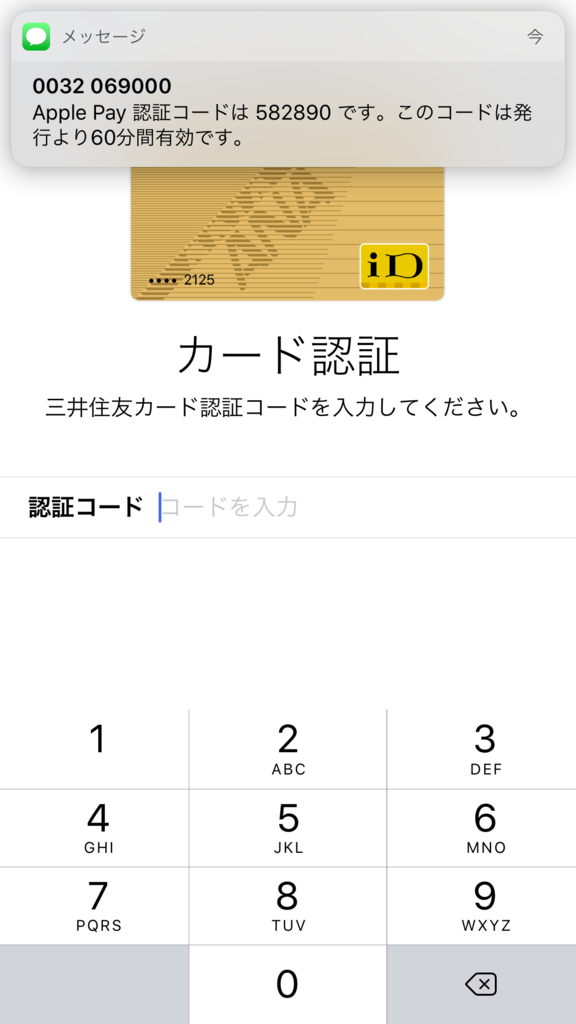 メッセージ
今
0032 069000
Apple Pay 認証コードは 582890 です。このコードは発
行より60分間有効です。
•••• 2125
iD
カード認証
三井住友カード認証コードを入力してください。
認証コード コードを入力
1
2
ABC
3
DEF
4
GHI
5
JKL
6
MNO
7
PQRS
8
TUV
9
WXYZ
0